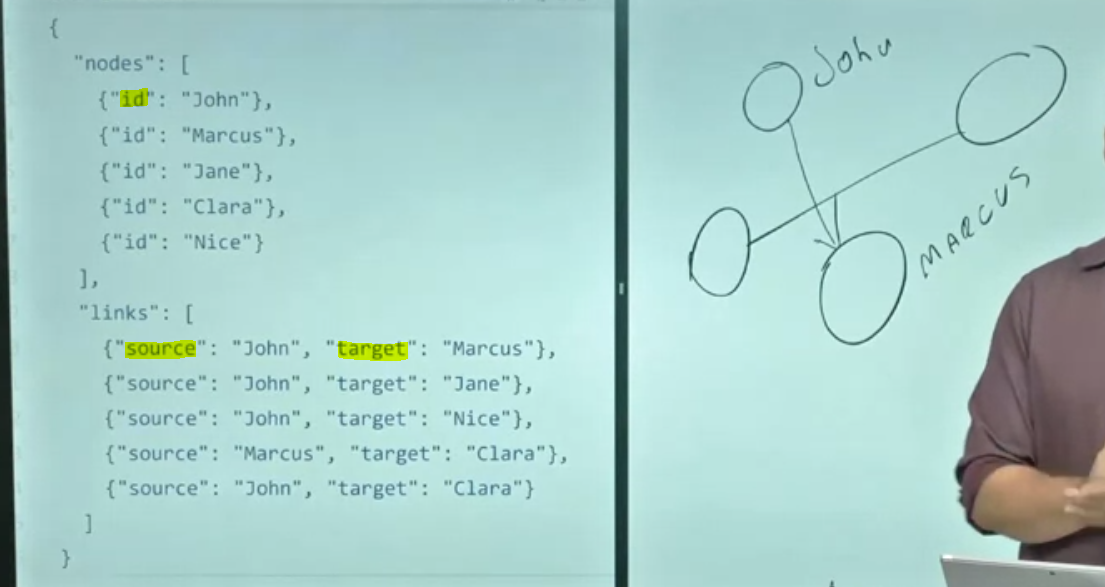 {
"nodes": [
{"id": "John"},
{"id": "Marcus"},
{"id": "Jane"},
{"id": "Clara"},
{"id": "Nice"}
],
"links": [
{"source": "John", "target": "Marcus"},
{"source": "John", "target": "Jane"},
{"source": "John", "target": "Nice"},
{"source": "Marcus", "target": "Clara"},
{"source": "John", "target": "Clara"}
]
}
John
MARCUS